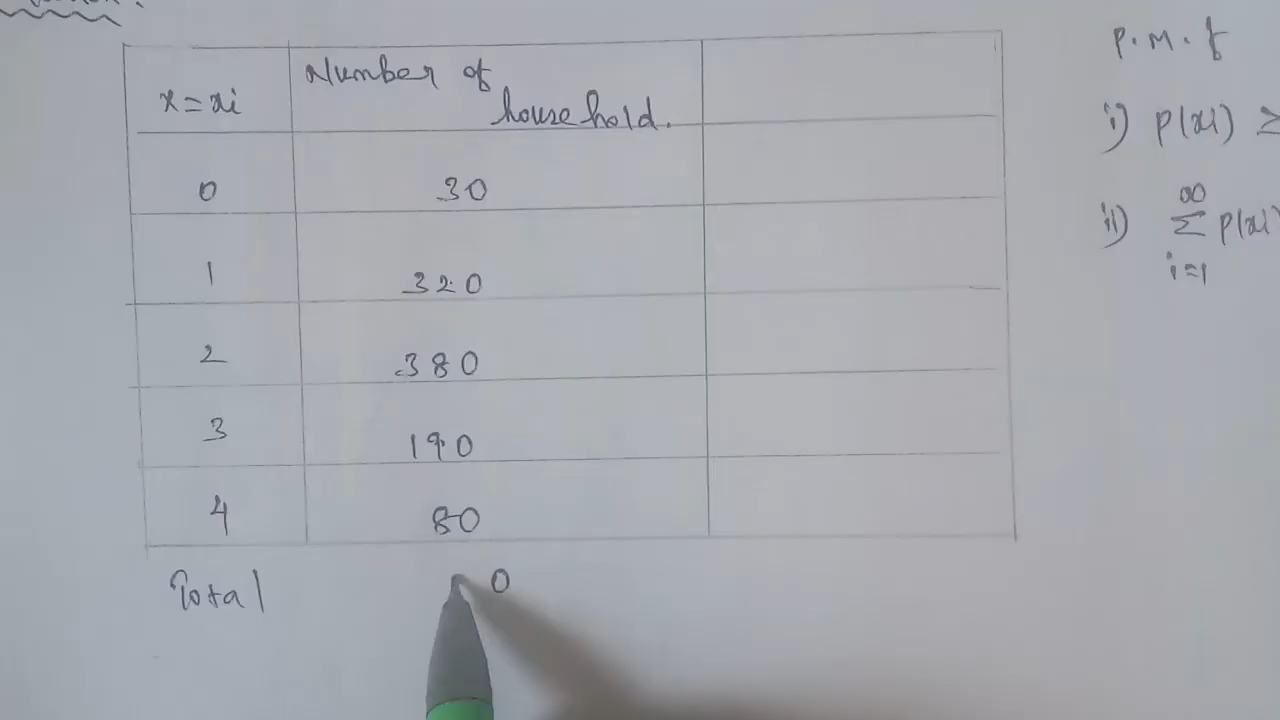 x = xi Number of household.
0 30
1 320
2 380
3 190
4 80
Total 0
P.M.f
i) p(xi) ≥
ii) ∞ Σ i=1 p(xi)